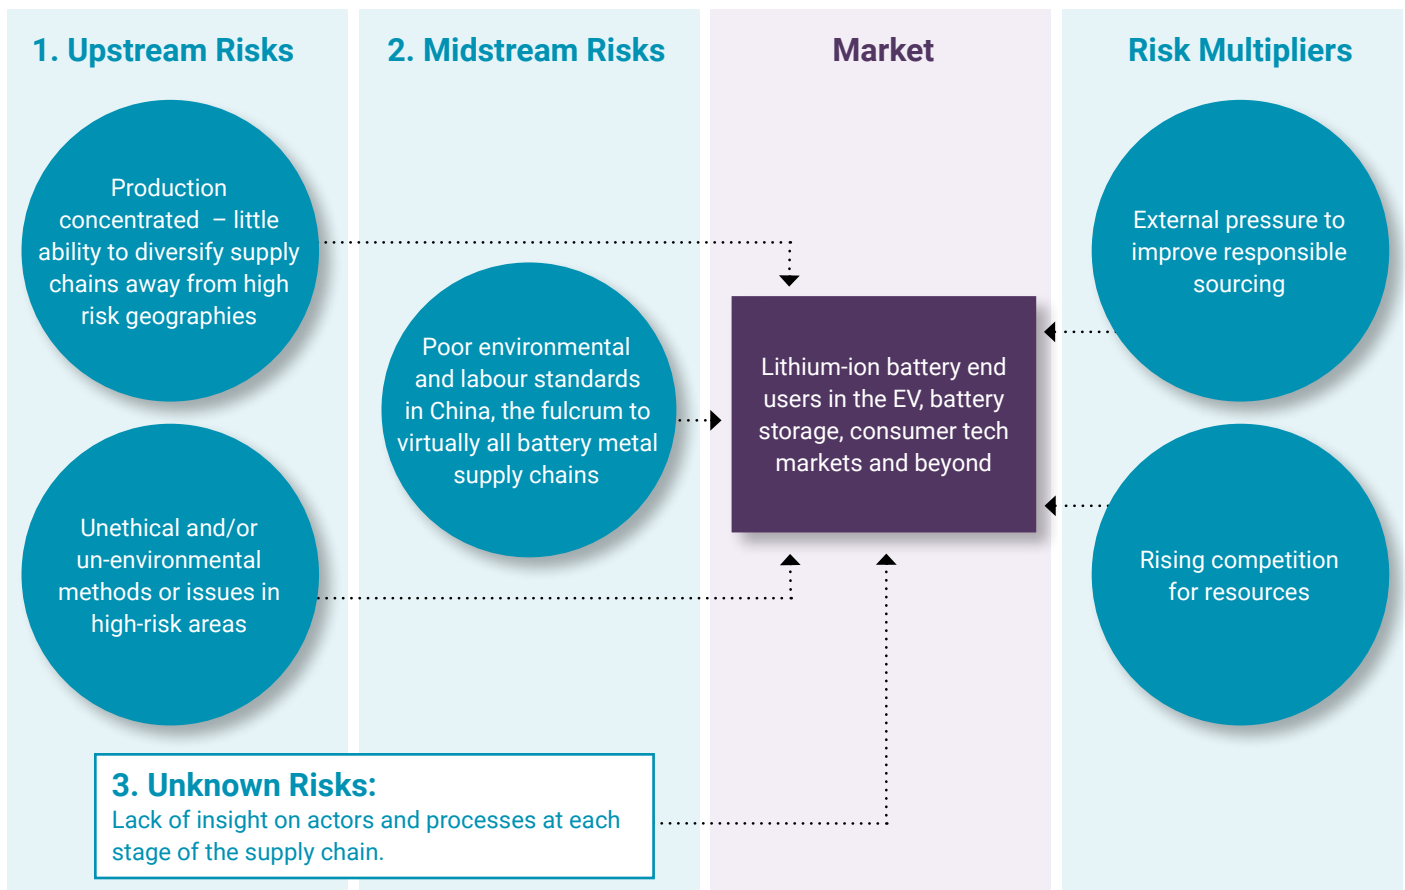 1. Upstream Risks
Production
concentrated – little
ability to diversify supply
chains away from high
risk geographies
Unethical and/or
un-environmental
methods or issues in
high-risk areas
2. Midstream Risks
Poor environmental
and labour standards
in China, the fulcrum to
virtually all battery metal
supply chains
3. Unknown Risks:
Lack of insight on actors and processes at each
stage of the supply chain.
Market
Lithium-ion battery end
users in the EV, battery
storage, consumer tech
markets and beyond
Risk Multipliers
External pressure to
improve responsible
sourcing
Rising competition
for resources